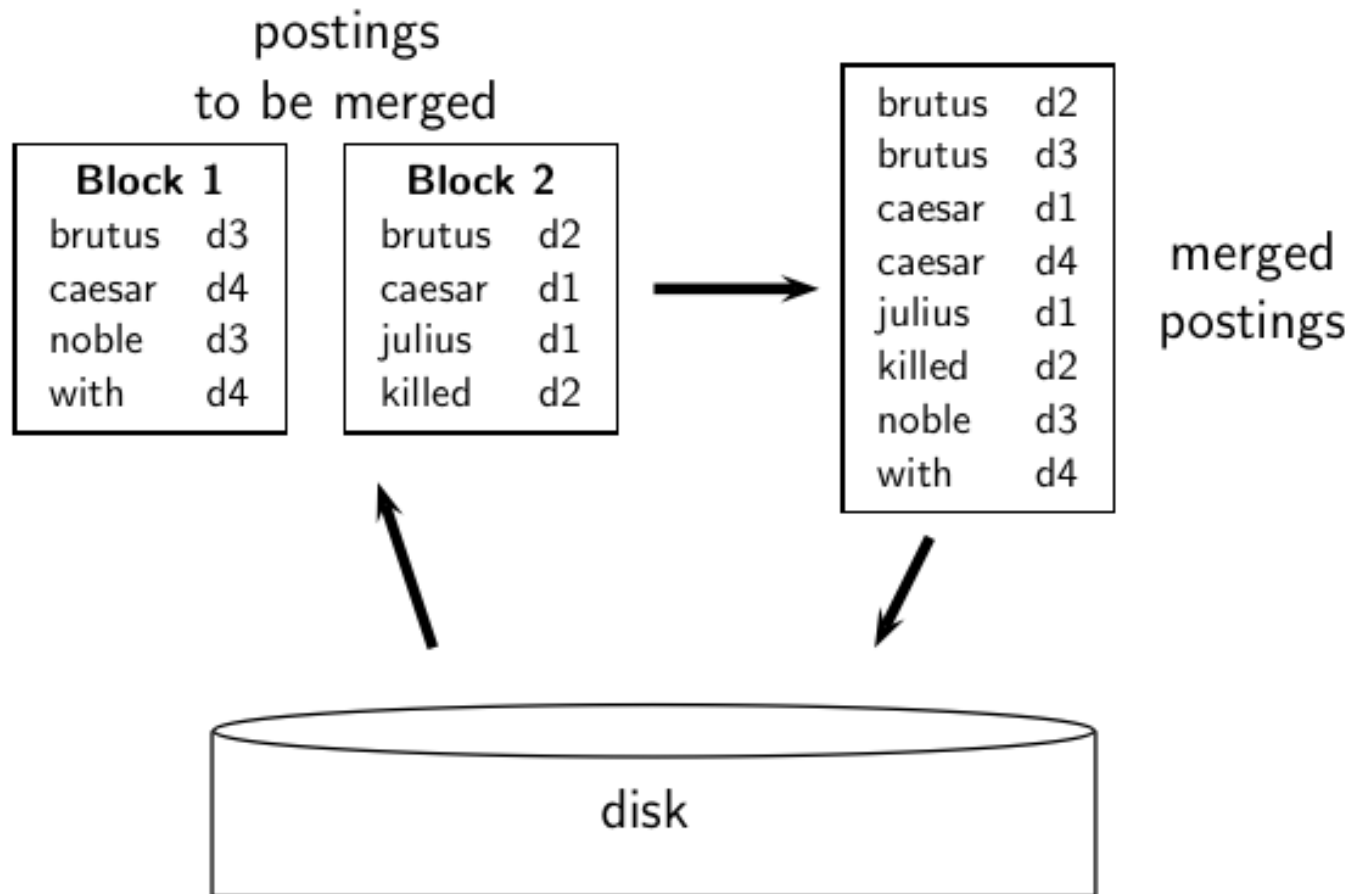 postings
to be merged
Block 1
brutus d3
caesar d4
noble d3
with d4
Block 2
brutus d2
caesar d1
julius d1
killed d2
brutus d2
brutus d3
caesar d1
caesar d4
julius d1
killed d2
noble d3
with d4
merged
postings
disk